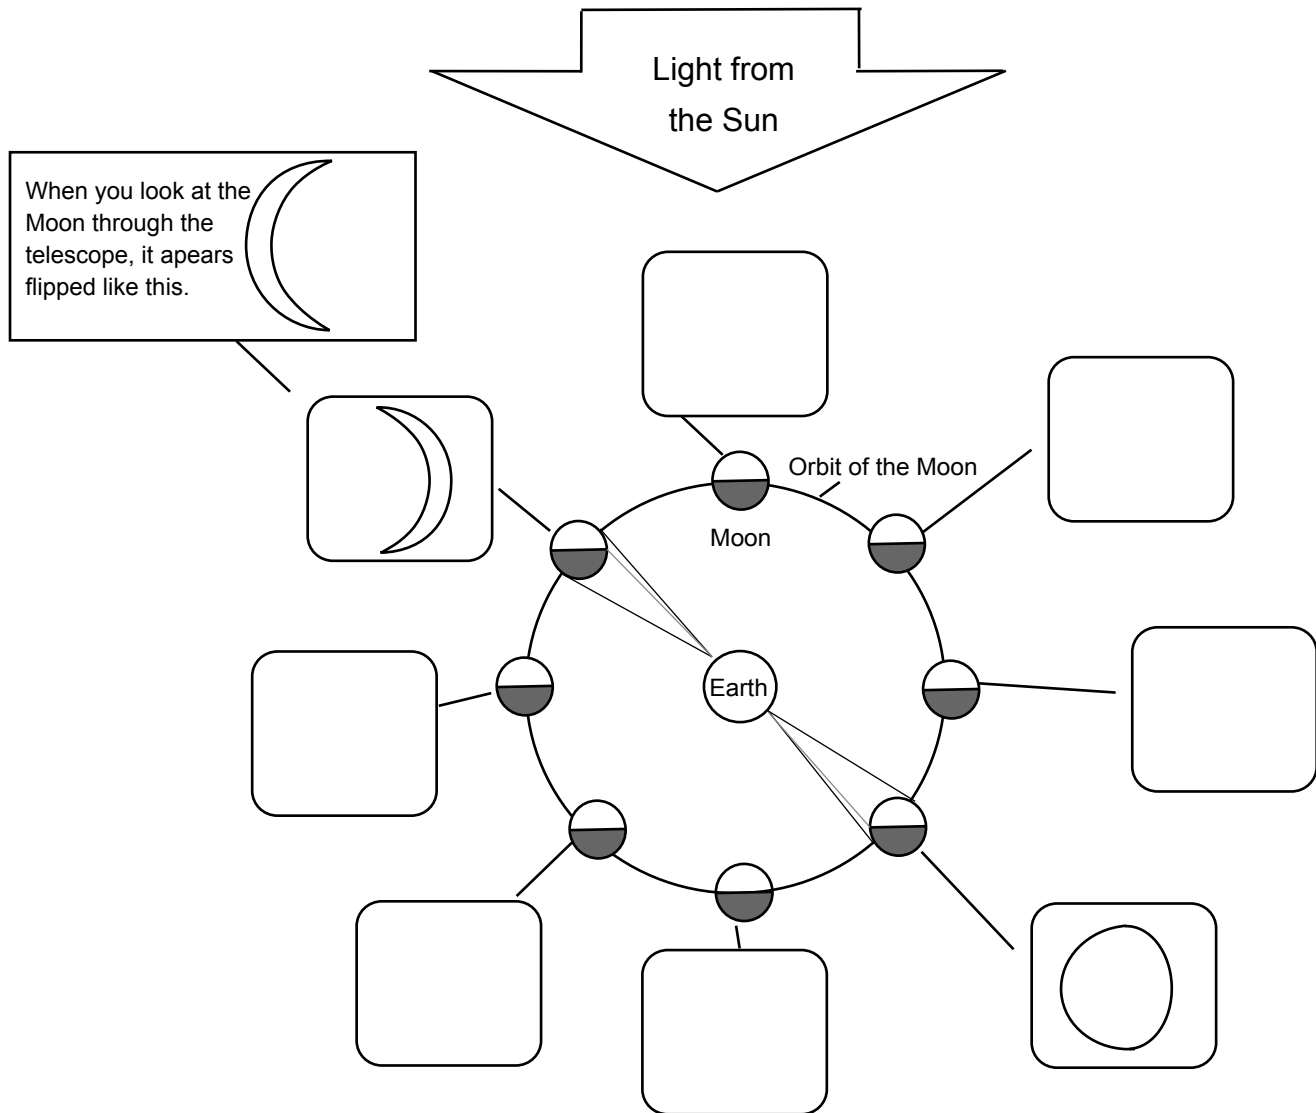 Light from
the Sun
When you look at the
Moon through the
telescope, it apears
flipped like this.
Orbit of the Moon
Moon
Earth